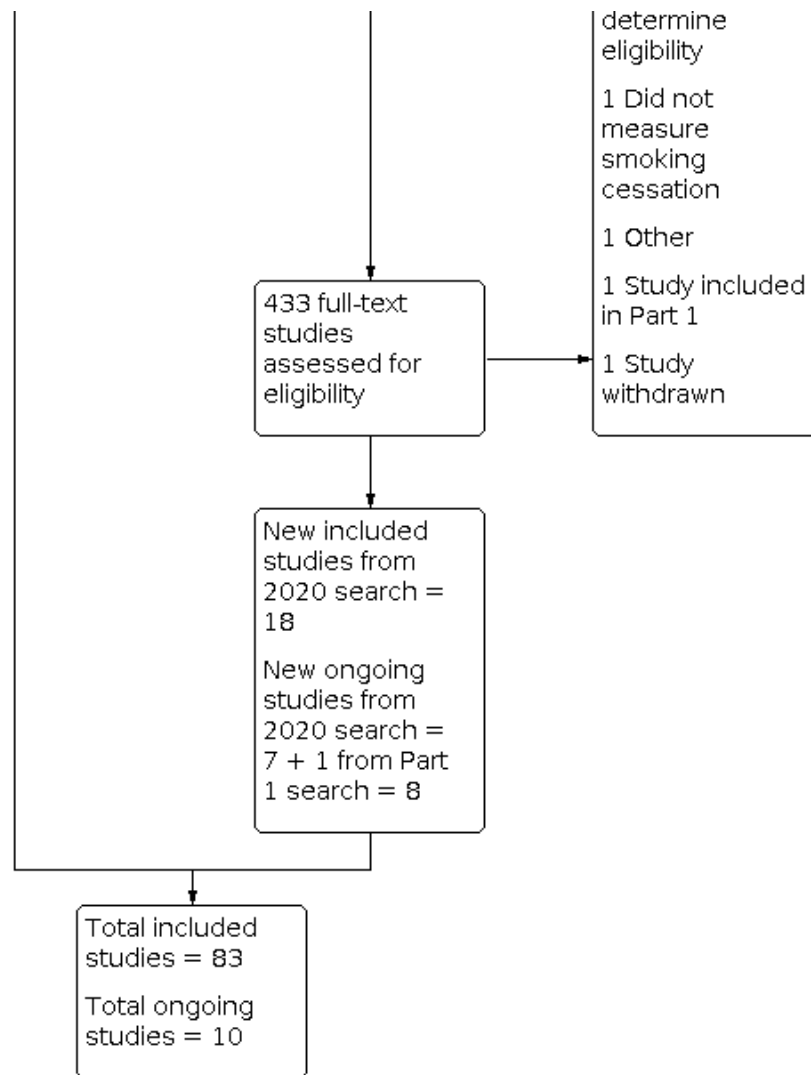 determine
eligibility
1 Did not
measure
smoking
cessation
1 Other
1 Study included
in Part 1
1 Study
withdrawn
433 full-text
studies
assessed for
eligibility
New included
studies from
2020 search =
18
New ongoing
studies from
2020 search =
7 + 1 from Part
1 search = 8
Total included
studies = 83
Total ongoing
studies = 10